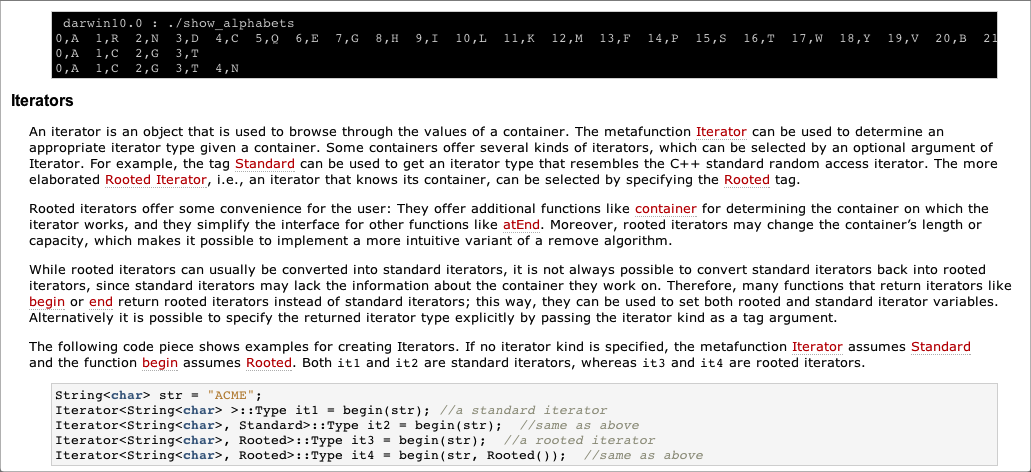 darwin10.0 : ./show_alphabets
0,A 1,R 2,N 3,D 4,C 5,Q 6,E 7,G 8,H 9,I 10,L 11,K 12,M 13,F 14,P 15,S 16,T 17,W 18,Y 19,V 20,B 21
0,A 1,C 2,G 3,T
0,A 1,C 2,G 3,T 4,N
Iterators
An iterator is an object that is used to browse through the values of a container. The metafunction Iterator can be used to determine an
appropriate iterator type given a container. Some containers offer several kinds of iterators, which can be selected by an optional argument of
Iterator. For example, the tag Standard can be used to get an iterator type that resembles the C++ standard random access iterator. The more
elaborated Rooted Iterator, i.e., an iterator that knows its container, can be selected by specifying the Rooted tag.
Rooted iterators offer some convenience for the user: They offer additional functions like container for determining the container on which the
iterator works, and they simplify the interface for other functions like atEnd. Moreover, rooted iterators may change the container's length or
capacity, which makes it possible to implement a more intuitive variant of a remove algorithm.
While rooted iterators can usually be converted into standard iterators, it is not always possible to convert standard iterators back into rooted
iterators, since standard iterators may lack the information about the container they work on. Therefore, many functions that return iterators like
begin or end return rooted iterators instead of standard iterators; this way, they can be used to set both rooted and standard iterator variables.
Alternatively it is possible to specify the returned iterator type explicitly by passing the iterator kind as a tag argument.
The following code piece shows examples for creating Iterators. If no iterator kind is specified, the metafunction Iterator assumes Standard
and the function begin assumes Rooted. Both it1 and it2 are standard iterators, whereas it3 and it4 are rooted iterators.
String<char> str = "ACME";
Iterator<String<char> >::Type it1 = begin(str); //a standard iterator
Iterator<String<char>, Standard>::Type it2 = begin(str); //same as above
Iterator<String<char>, Rooted>::Type it3 = begin(str); //a rooted iterator
Iterator<String<char>, Rooted>::Type it4 = begin(str, Rooted()); //same as above